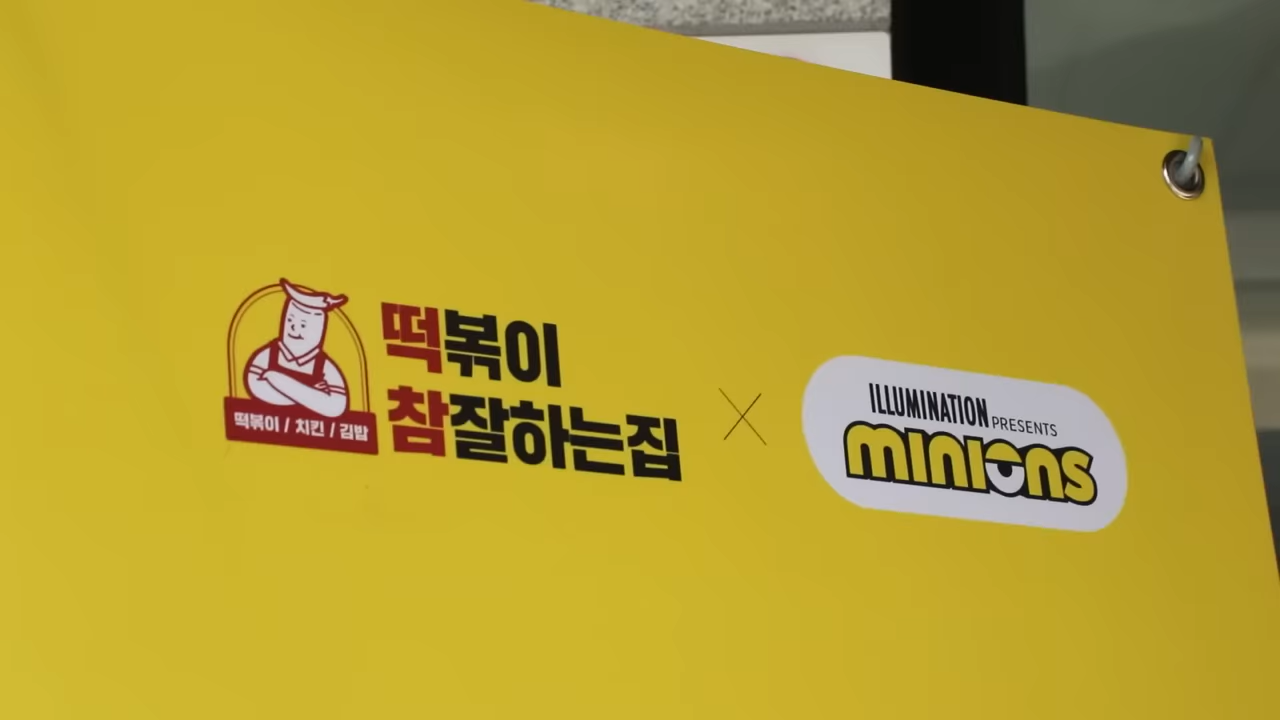 떡볶이
참잘하는집
떡볶이 / 치킨 / 김밥
X
ILLUMINATION PRESENTS
minions